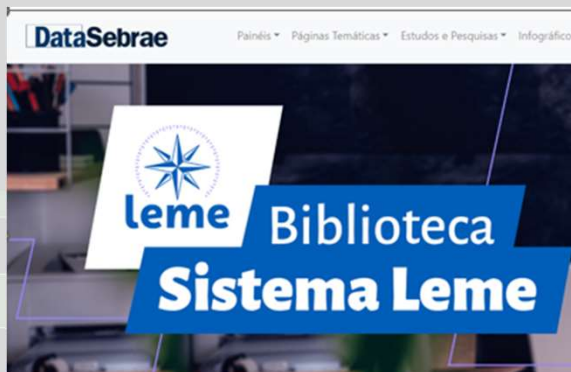 DataSebrae Painéis Páginas Temáticas Estudos e Pesquisas Infográfico
leme
Biblioteca
Sistema Leme